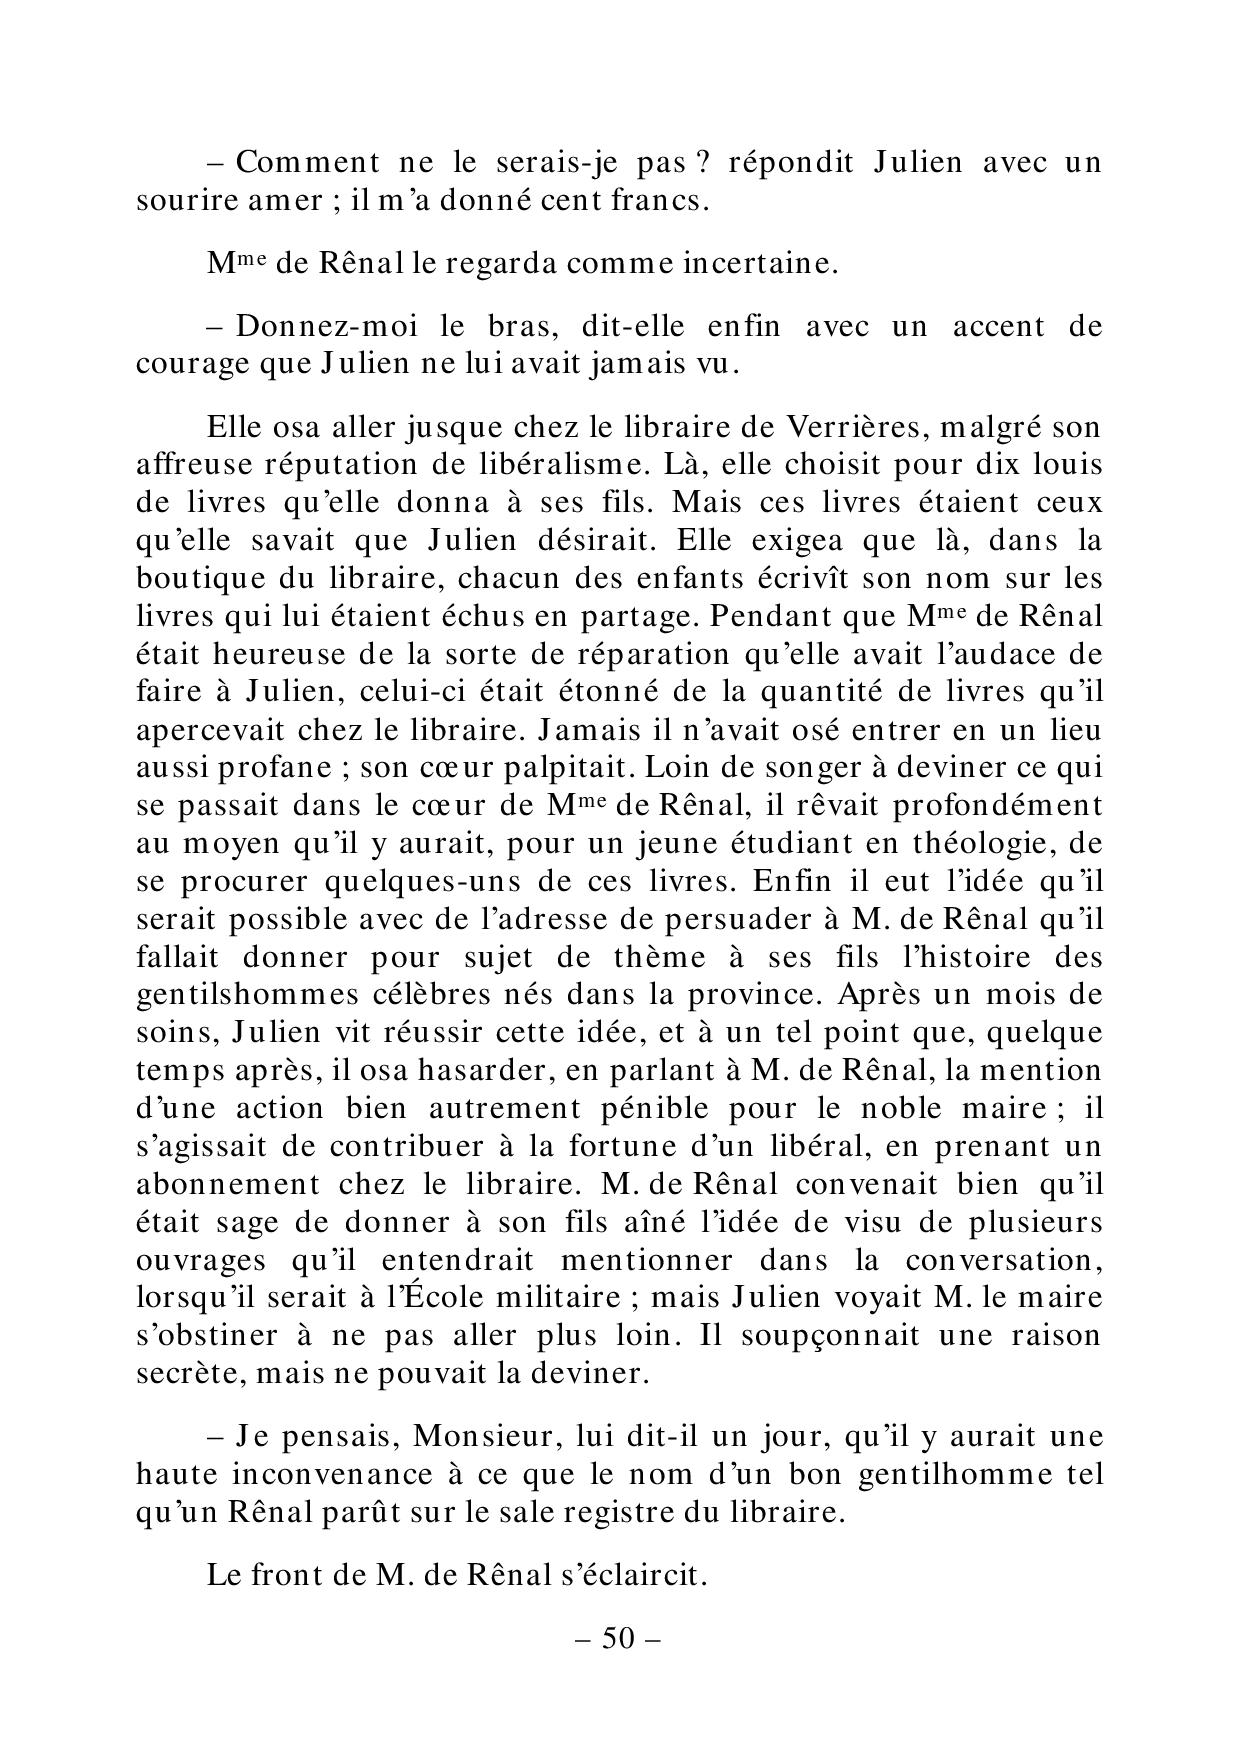 – Comment ne le serais-je pas ? répondit Julien avec un
sourire amer ; il m’a donné cent francs.
Mme de Rênal le regarda comme incertaine.
– Donnez-moi le bras, dit-elle enfin avec un accent de
courage que Julien ne lui avait jamais vu.
Elle osa aller jusque chez le libraire de Verrières, malgré son
affreuse réputation de libéralisme. Là, elle choisit pour dix louis
de livres qu’elle donna à ses fils. Mais ces livres étaient ceux
qu’elle savait que Julien désirait. Elle exigea que là, dans la
boutique du libraire, chacun des enfants écrivît son nom sur les
livres qui lui étaient échus en partage. Pendant que Mme de Rênal
était heureuse de la sorte de réparation qu’elle avait l’audace de
faire à Julien, celui-ci était étonné de la quantité de livres qu’il
apercevait chez le libraire. Jamais il n’avait osé entrer en un lieu
aussi profane ; son cœur palpitait. Loin de songer à deviner ce qui
se passait dans le cœur de Mme de Rênal, il rêvait profondément
au moyen qu’il y aurait, pour un jeune étudiant en théologie, de
se procurer quelques-uns de ces livres. Enfin il eut l’idée qu’il
serait possible avec de l’adresse de persuader à M. de Rênal qu’il
fallait donner pour sujet de thème à ses fils l’histoire des
gentilshommes célèbres nés dans la province. Après un mois de
soins, Julien vit réussir cette idée, et à un tel point que, quelque
temps après, il osa hasarder, en parlant à M. de Rênal, la mention
d’une action bien autrement pénible pour le noble maire ; il
s’agissait de contribuer à la fortune d’un libéral, en prenant un
abonnement chez le libraire. M. de Rênal convenait bien qu’il
était sage de donner à son fils aîné l’idée de visu de plusieurs
ouvrages qu’il entendrait mentionner dans la conversation,
lorsqu’il serait à l’École militaire ; mais Julien voyait M. le maire
s’obstiner à ne pas aller plus loin. Il soupçonnait une raison
secrète, mais ne pouvait la deviner.
– Je pensais, Monsieur, lui dit-il un jour, qu’il y aurait une
haute inconvenance à ce que le nom d’un bon gentilhomme tel
qu’un Rênal parût sur le sale registre du libraire.
Le front de M. de Rênal s’éclaircit.
– 50 –